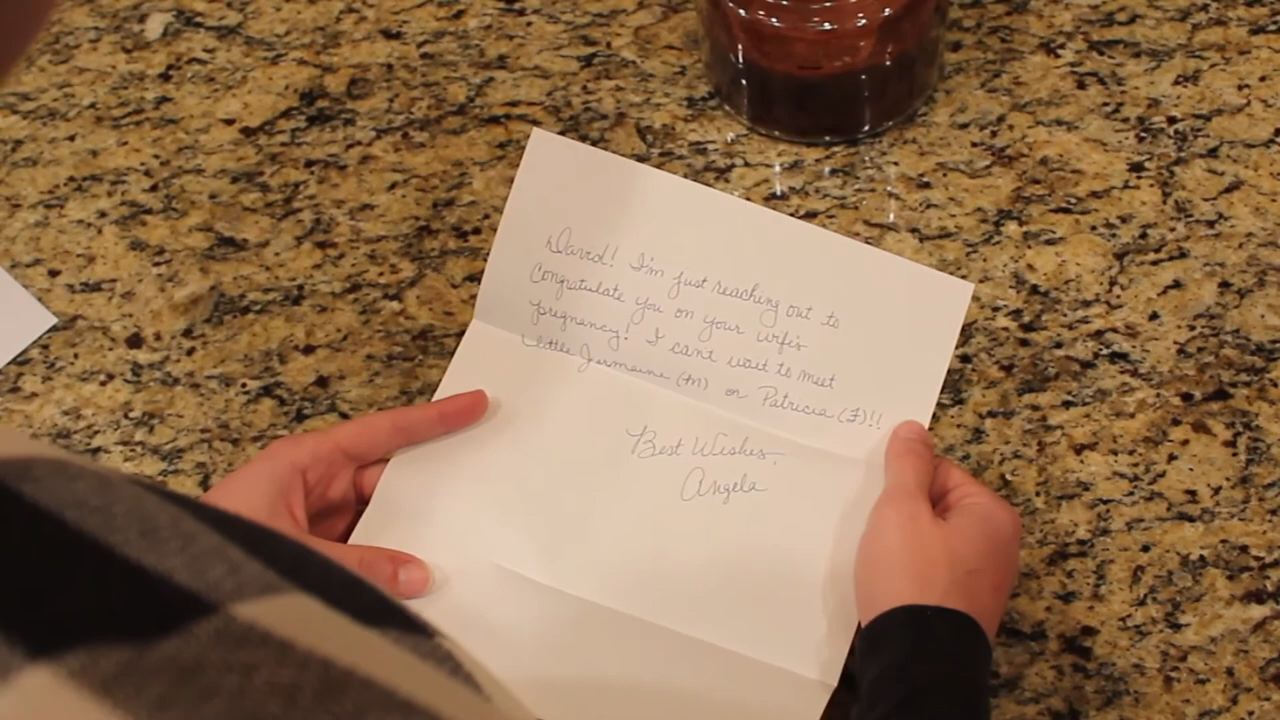 David! I'm just reaching out to
Congratulate you on your wife's
pregnancy! I can't wait to meet
little Jermaine (M) or Patricia (F)!!
Best Wishes,
Angela